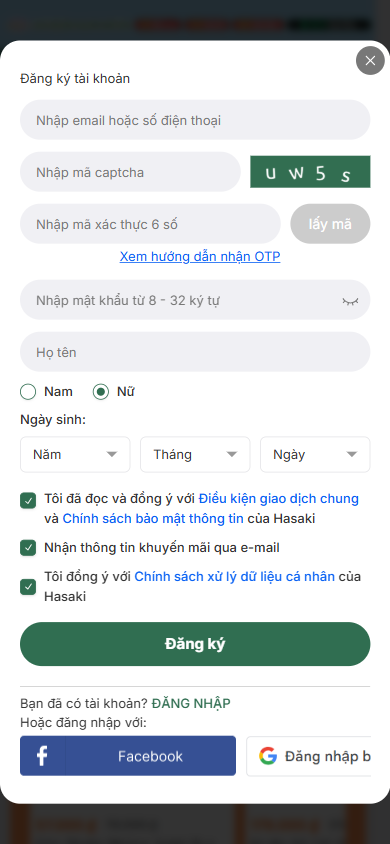 Đăng ký tài khoản
Nhập email hoặc số điện thoại
Nhập mã captcha
uw5s
Nhập mã xác thực 6 số
lấy mã
Xem hướng dẫn nhận OTP
Nhập mật khẩu từ 8 - 32 ký tự
Họ tên
Nam Nữ
Ngày sinh:
Năm Tháng Ngày
Tôi đã đọc và đồng ý với Điều kiện giao dịch chung
và Chính sách bảo mật thông tin của Hasaki
Nhận thông tin khuyến mãi qua e-mail
Tôi đồng ý với Chính sách xử lý dữ liệu cá nhân của
Hasaki
Đăng ký
Bạn đã có tài khoản? ĐĂNG NHẬP
Hoặc đăng nhập với:
Facebook
Đăng nhập b